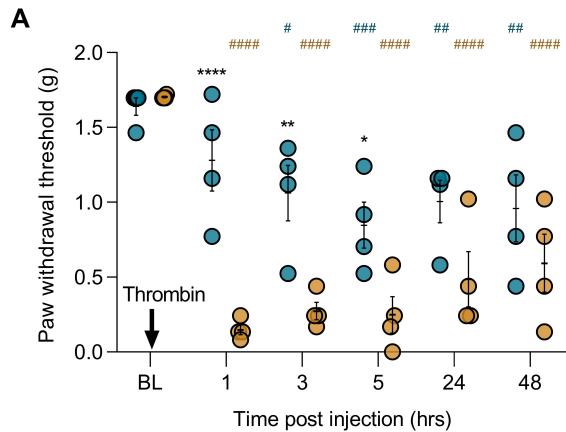 A
# ### ## ##
#### #### #### #### ####
2.0
****
1.5
**
*
1.0
0.5
Thrombin
0.0
BL 1 3 5 24 48
Paw withdrawal threshold (g)
Time post injection (hrs)